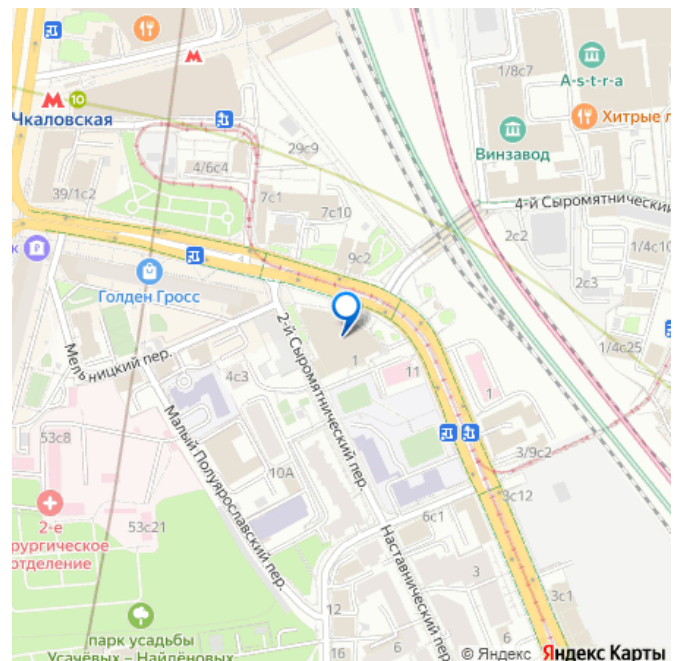 1/8с7
A-s-t-r-a
10
Чкаловская
Хитрые
Винзавод
29с9
4/6с4
39/1с2
7с1
7с10
4-й Сыромятнический
2с2
9с2
1/4с10
к
Голден Гросс
2с3
2-й Сыромятнический пер.
Мельницкий пер.
1/4с25
1
11
4с3
1
Малый Полуярославский пер.
53с8
10А
3/9с2
3с12
2-е
рургическое
отделение
53с21
6с1
Наставнический пер.
3
3с1
12
парк усадьбы
Усачёвых – Найдёновых
16
6
6
© Яндекс Яндекс Карты